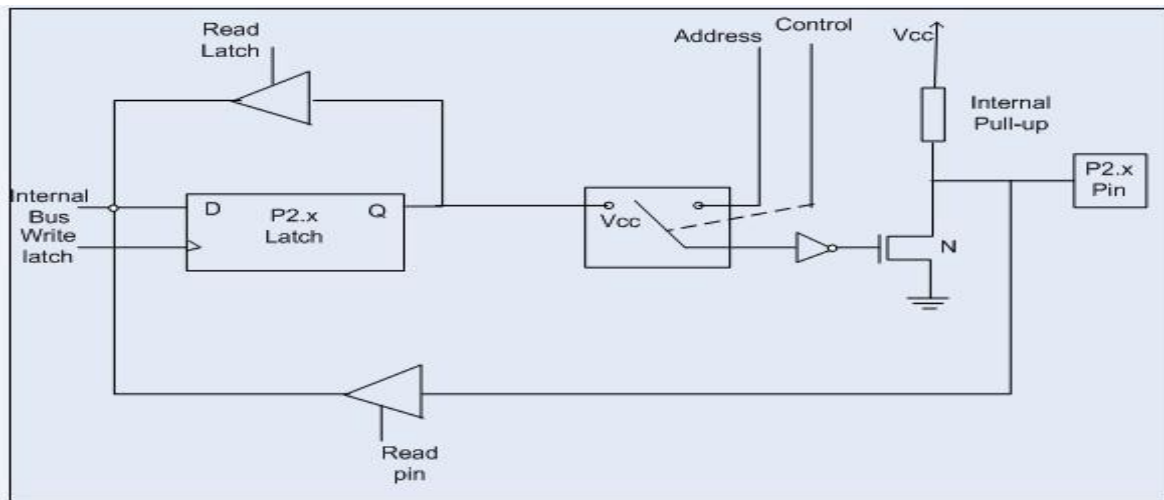 Read
Latch
Address
Control
Vcc
Internal
Pull-up
P2.x
Pin
Internal
Bus
Write
latch
D
P2.x
Latch
Q
Vcc
N
Read
pin